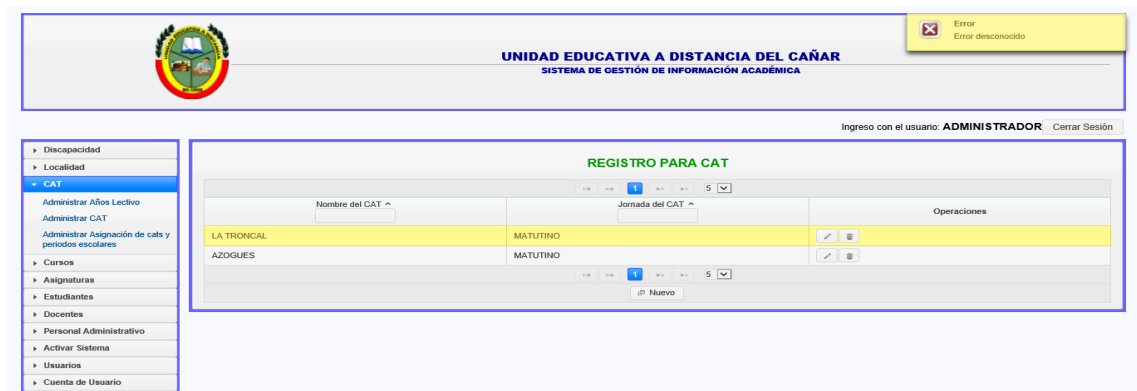 Error
Error desconocido
UNIDAD EDUCATIVA A DISTANCIA DEL CAÑAR
SISTEMA DE GESTIÓN DE INFORMACIÓN ACADÉMICA
Ingreso con el usuario: ADMINISTRADOR Cerrar Sesión
Discapacidad
Localidad
CAT
Administrar Años Lectivo
Administrar CAT
Administrar Asignación de cats y
periodos escolares
Cursos
Asignaturas
Estudiantes
Docentes
Personal Administrativo
Activar Sistema
Usuarios
Cuenta de Usuario
REGISTRO PARA CAT
1 5
Nombre del CAT Jornada del CAT Operaciones
LA TRONCAL MATUTINO
AZOGUES MATUTINO
1 5
Nuevo